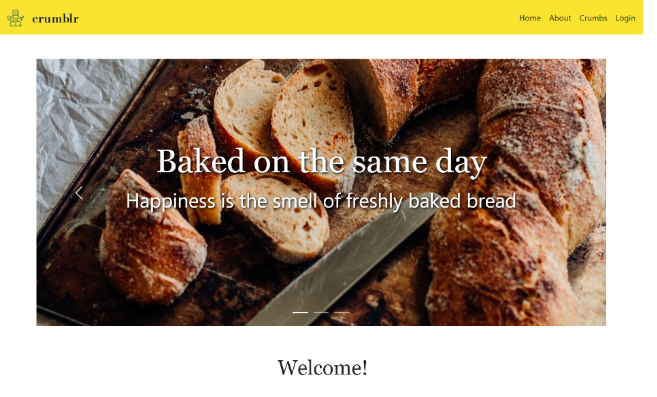 crumblr
Home About Crumbs Login
Baked on the same day
Happiness is the smell of freshly baked bread
Welcome!